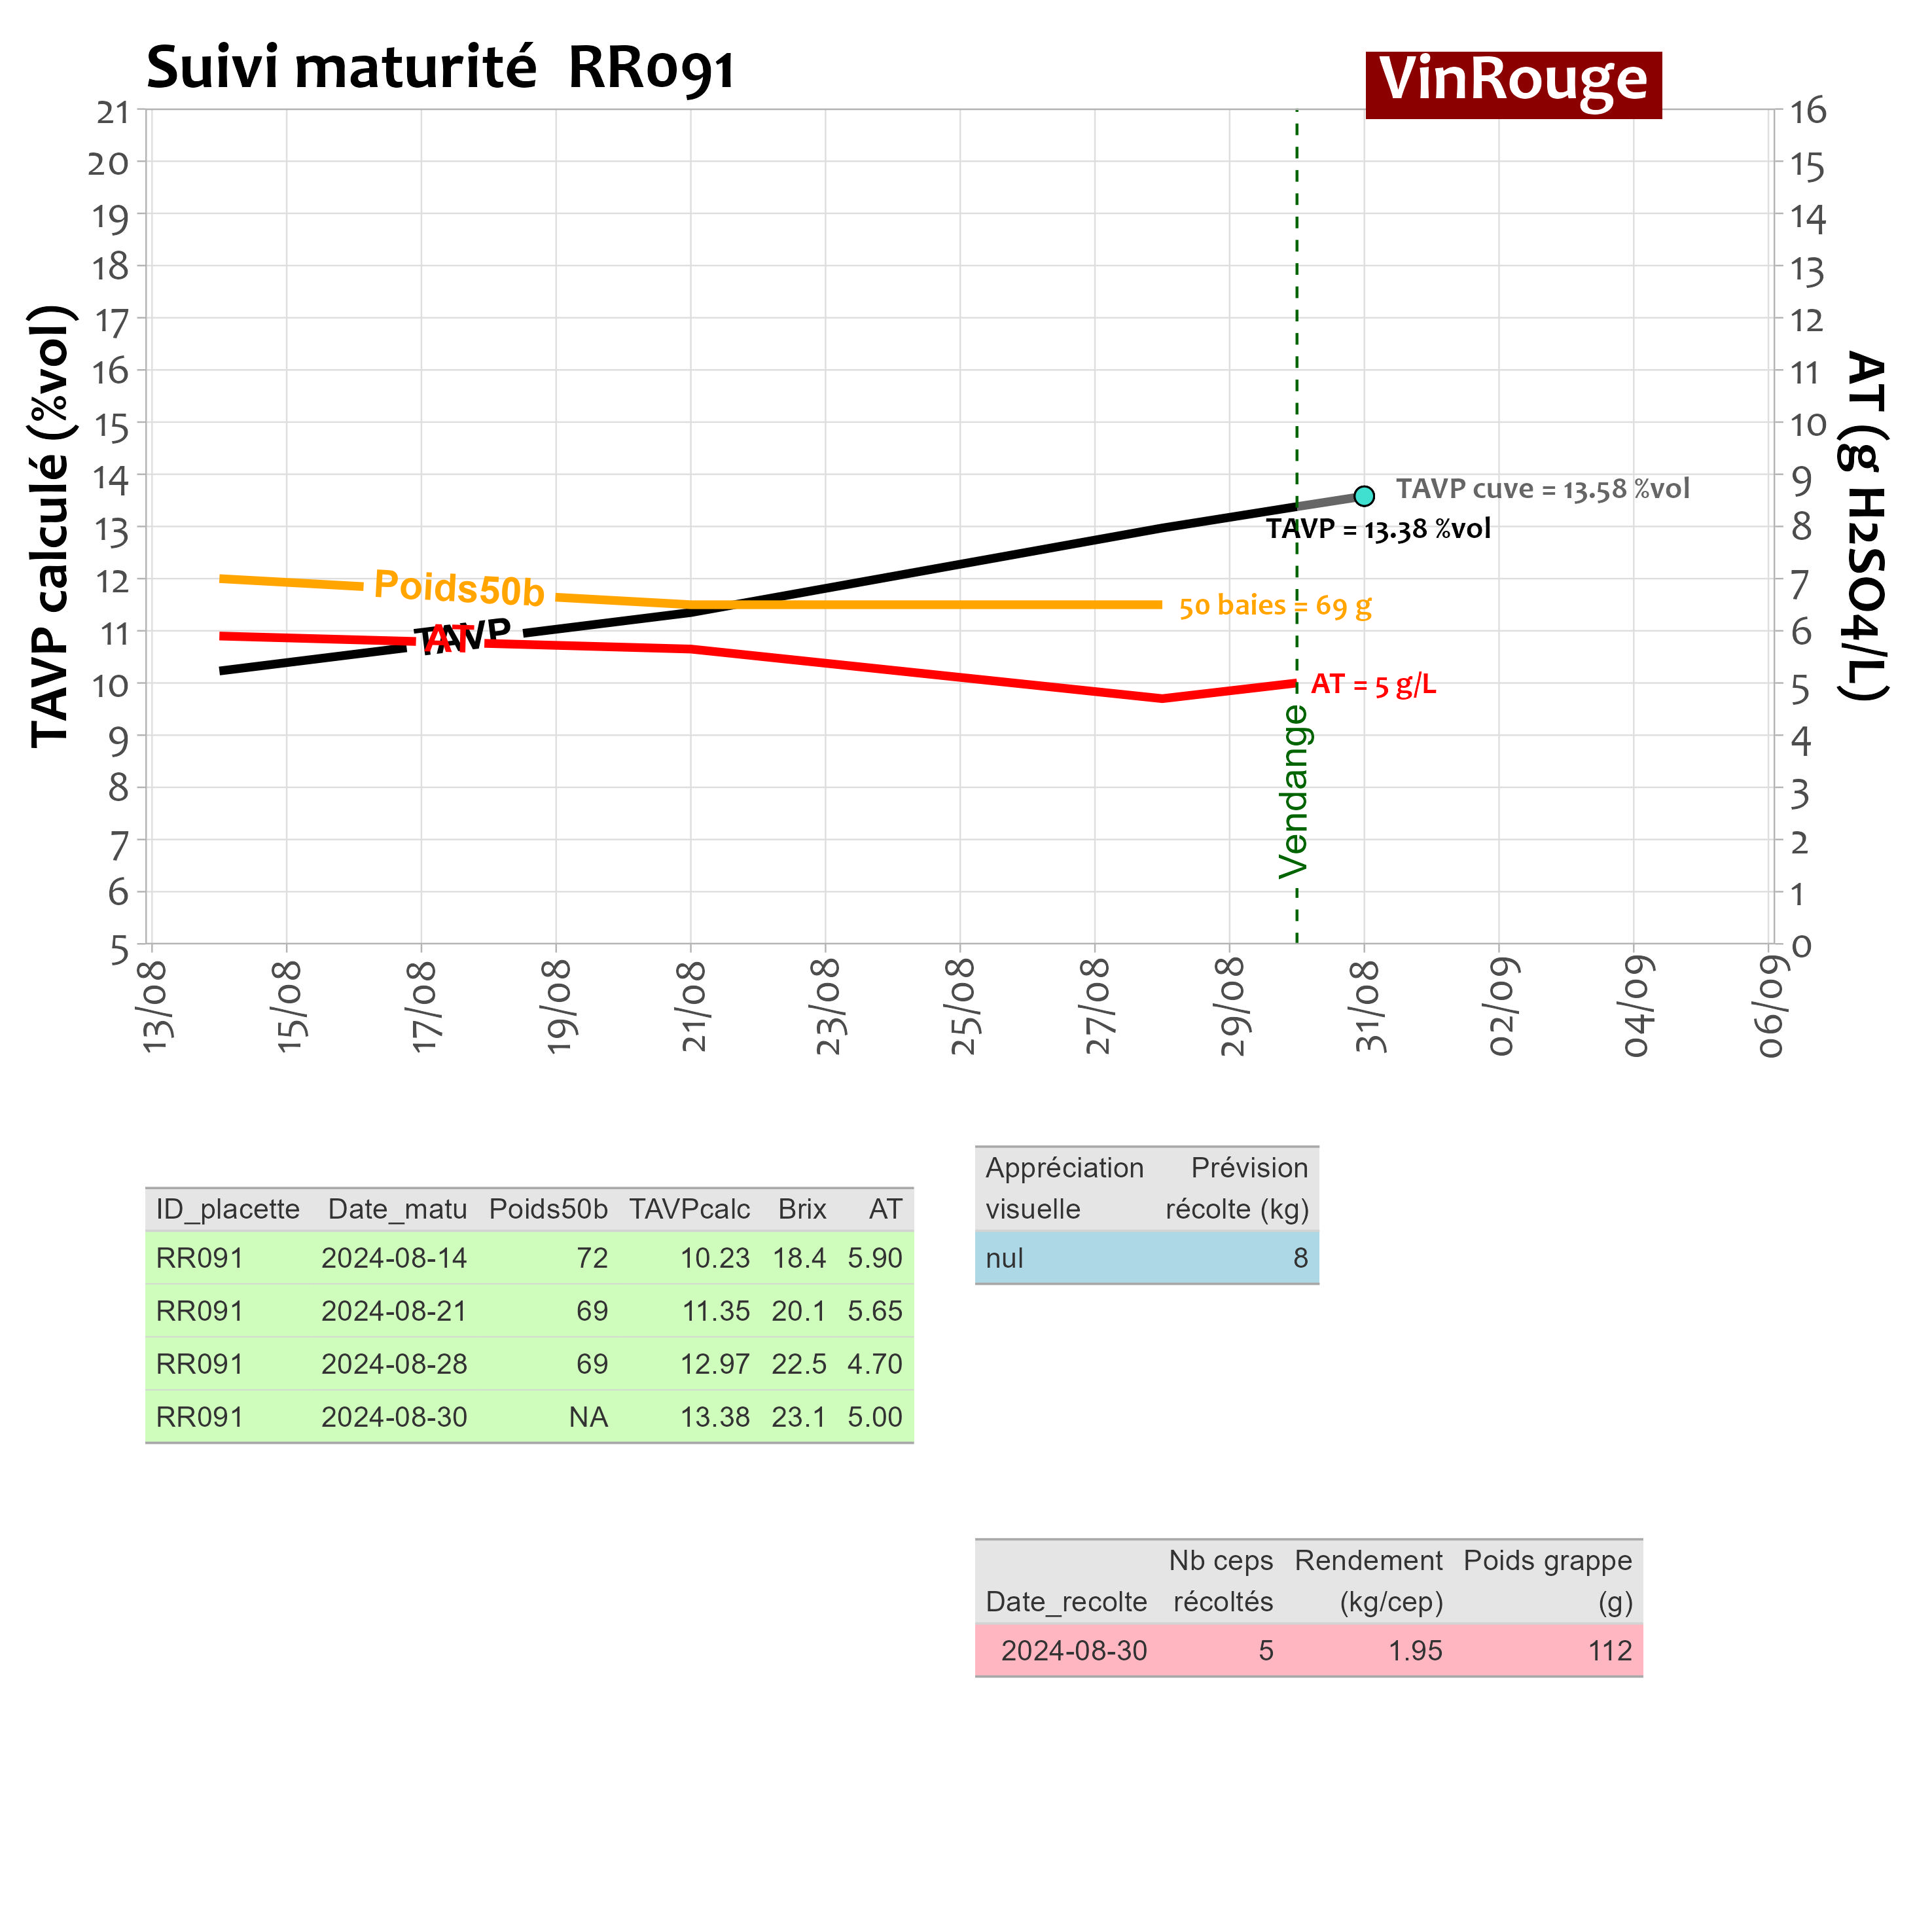 Suivi maturité RR091
VinRouge
TAVP calculé (%vol)
21
20
19
18
17
16
15
14
13
12
11
10
9
8
7
6
5
16
15
14
13
12
11
10
9
8
7
6
5
4
3
2
1
0
AT (g H2SO4/L)
TAVP cuve = 13.58 %vol
TAVP = 13.38 %vol
Poids50b
50 baies = 69 g
TAVP
AT
AT = 5 g/L
Vendange
13/08
15/08
17/08
19/08
21/08
23/08
25/08
27/08
29/08
31/08
02/09
04/09
06/09
ID_placette Date_matu Poids50b TAVPcalc Brix AT
RR091 2024-08-14 72 10.23 18.4 5.90
RR091 2024-08-21 69 11.35 20.1 5.65
RR091 2024-08-28 69 12.97 22.5 4.70
RR091 2024-08-30 NA 13.38 23.1 5.00
Appréciation Prévision
visuelle récolte (kg)
nul 8
Nb ceps Rendement Poids grappe
Date_recolte récoltés (kg/cep) (g)
2024-08-30 5 1.95 112